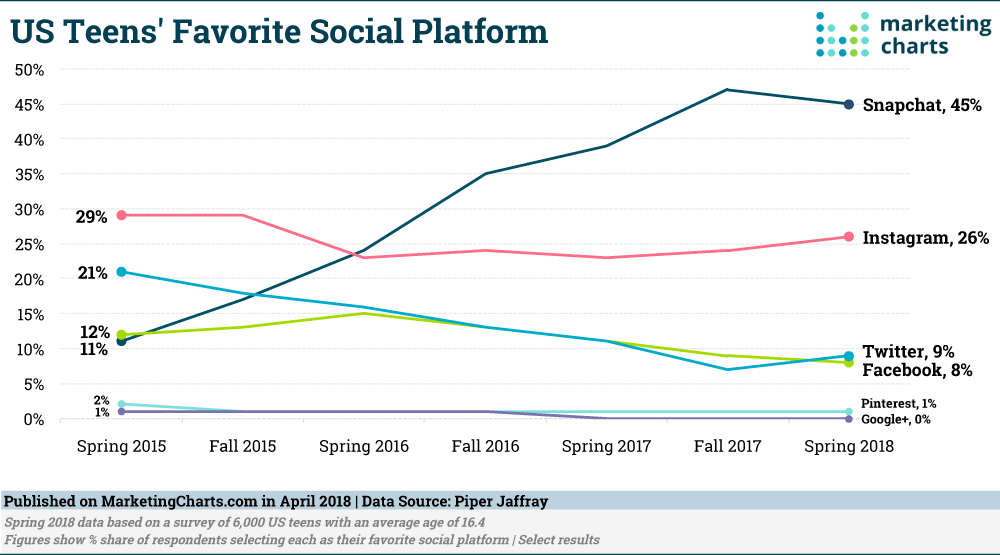 US Teens' Favorite Social Platform
marketing
charts
50%
45%
40%
35%
30%
25%
20%
15%
10%
5%
0%
29%
21%
12%
11%
2%
1%
Snapchat, 45%
Instagram, 26%
Twitter, 9%
Facebook, 8%
Pinterest, 1%
Google+, 0%
Spring 2015 Fall 2015 Spring 2016 Fall 2016 Spring 2017 Fall 2017 Spring 2018
Published on MarketingCharts.com in April 2018 | Data Source: Piper Jaffray
Spring 2018 data based on a survey of 6,000 US teens with an average age of 16.4
Figures show % share of respondents selecting each as their favorite social platform | Select results